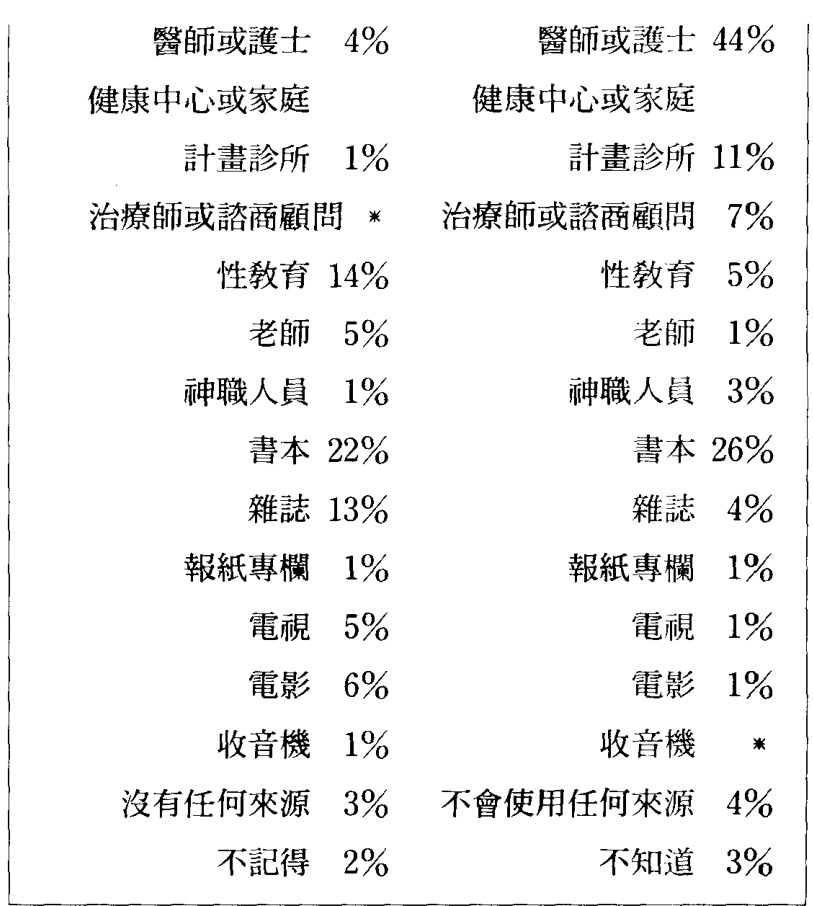 醫師或護士 4% 醫師或護士 44%
健康中心或家庭 健康中心或家庭
計畫診所 1% 計畫診所 11%
治療師或諮商顧問 * 治療師或諮商顧問 7%
性教育 14% 性教育 5%
老師 5% 老師 1%
神職人員 1% 神職人員 3%
書本 22% 書本 26%
雜誌 13% 雜誌 4%
報紙專欄 1% 報紙專欄 1%
電視 5% 電視 1%
電影 6% 電影 1%
收音機 1% 收音機 *
沒有任何來源 3% 不會使用任何來源 4%
不記得 2% 不知道 3%